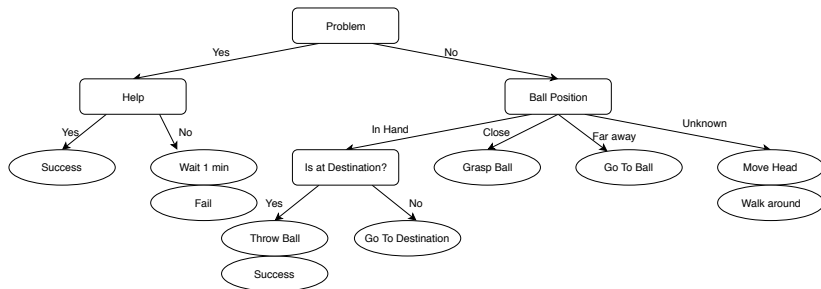 Problem
Yes
No
Help
Ball Position
Yes
No
In Hand
Close
Far away
Unknown
Success
Wait 1 min
Fail
Is at Destination?
Grasp Ball
Go To Ball
Move Head
Walk around
Yes
No
Throw Ball
Success
Go To Destination